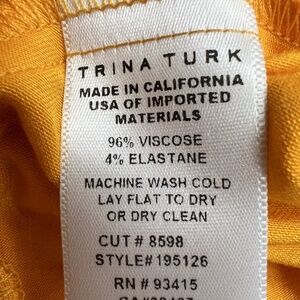 TRINA TURK
MADE IN CALIFORNIA
USA OF IMPORTED
MATERIALS
96% VISCOSE
4% ELASTANE
MACHINE WASH COLD
LAY FLAT TO DRY
OR DRY CLEAN
CUT # 8598
STYLE# 195126
RN # 93415